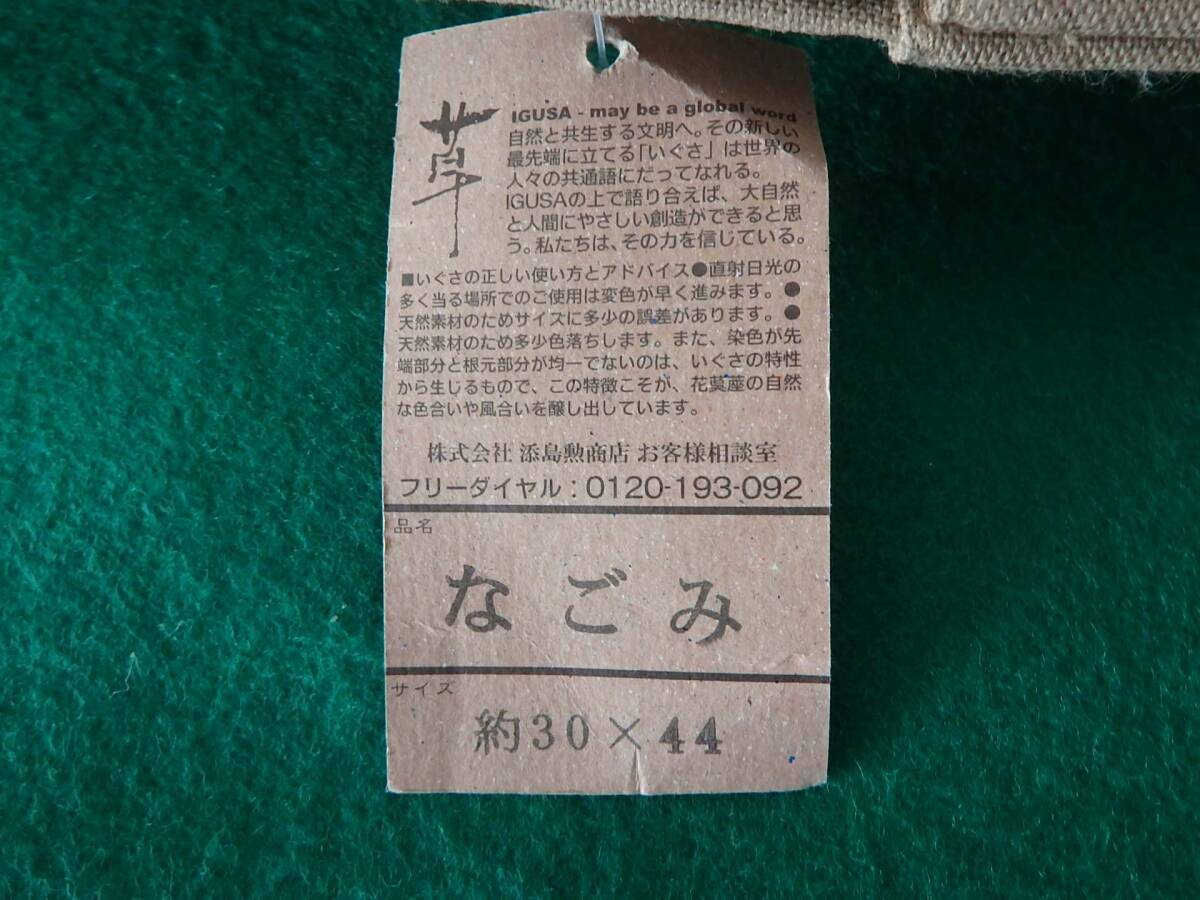 草
IGUSA - may be a global word
自然と共生する文明へ。その新しい
最先端に立てる「いぐさ」は世界の
人々の共通語にだってなれる。
IGUSAの上で語り合えば、大自然
と人間にやさしい創造ができると思
う。私たちは、その力を信じている。
■いぐさの正しい使い方とアドバイス●直射日光の
多く当る場所でのご使用は変色が早く進みます。●
天然素材のためサイズに多少の誤差があります。●
天然素材のため多少色落ちします。また、染色が先
端部分と根元部分が均一でないのは、いぐさの特性
から生じるもので、この特徴こそが、花莫蓙の自然
な色合いや風合いを醸し出しています。
株式会社 添島勲商店 お客様相談室
フリーダイヤル：0120-193-092
品名
なごみ
サイズ
約30×44